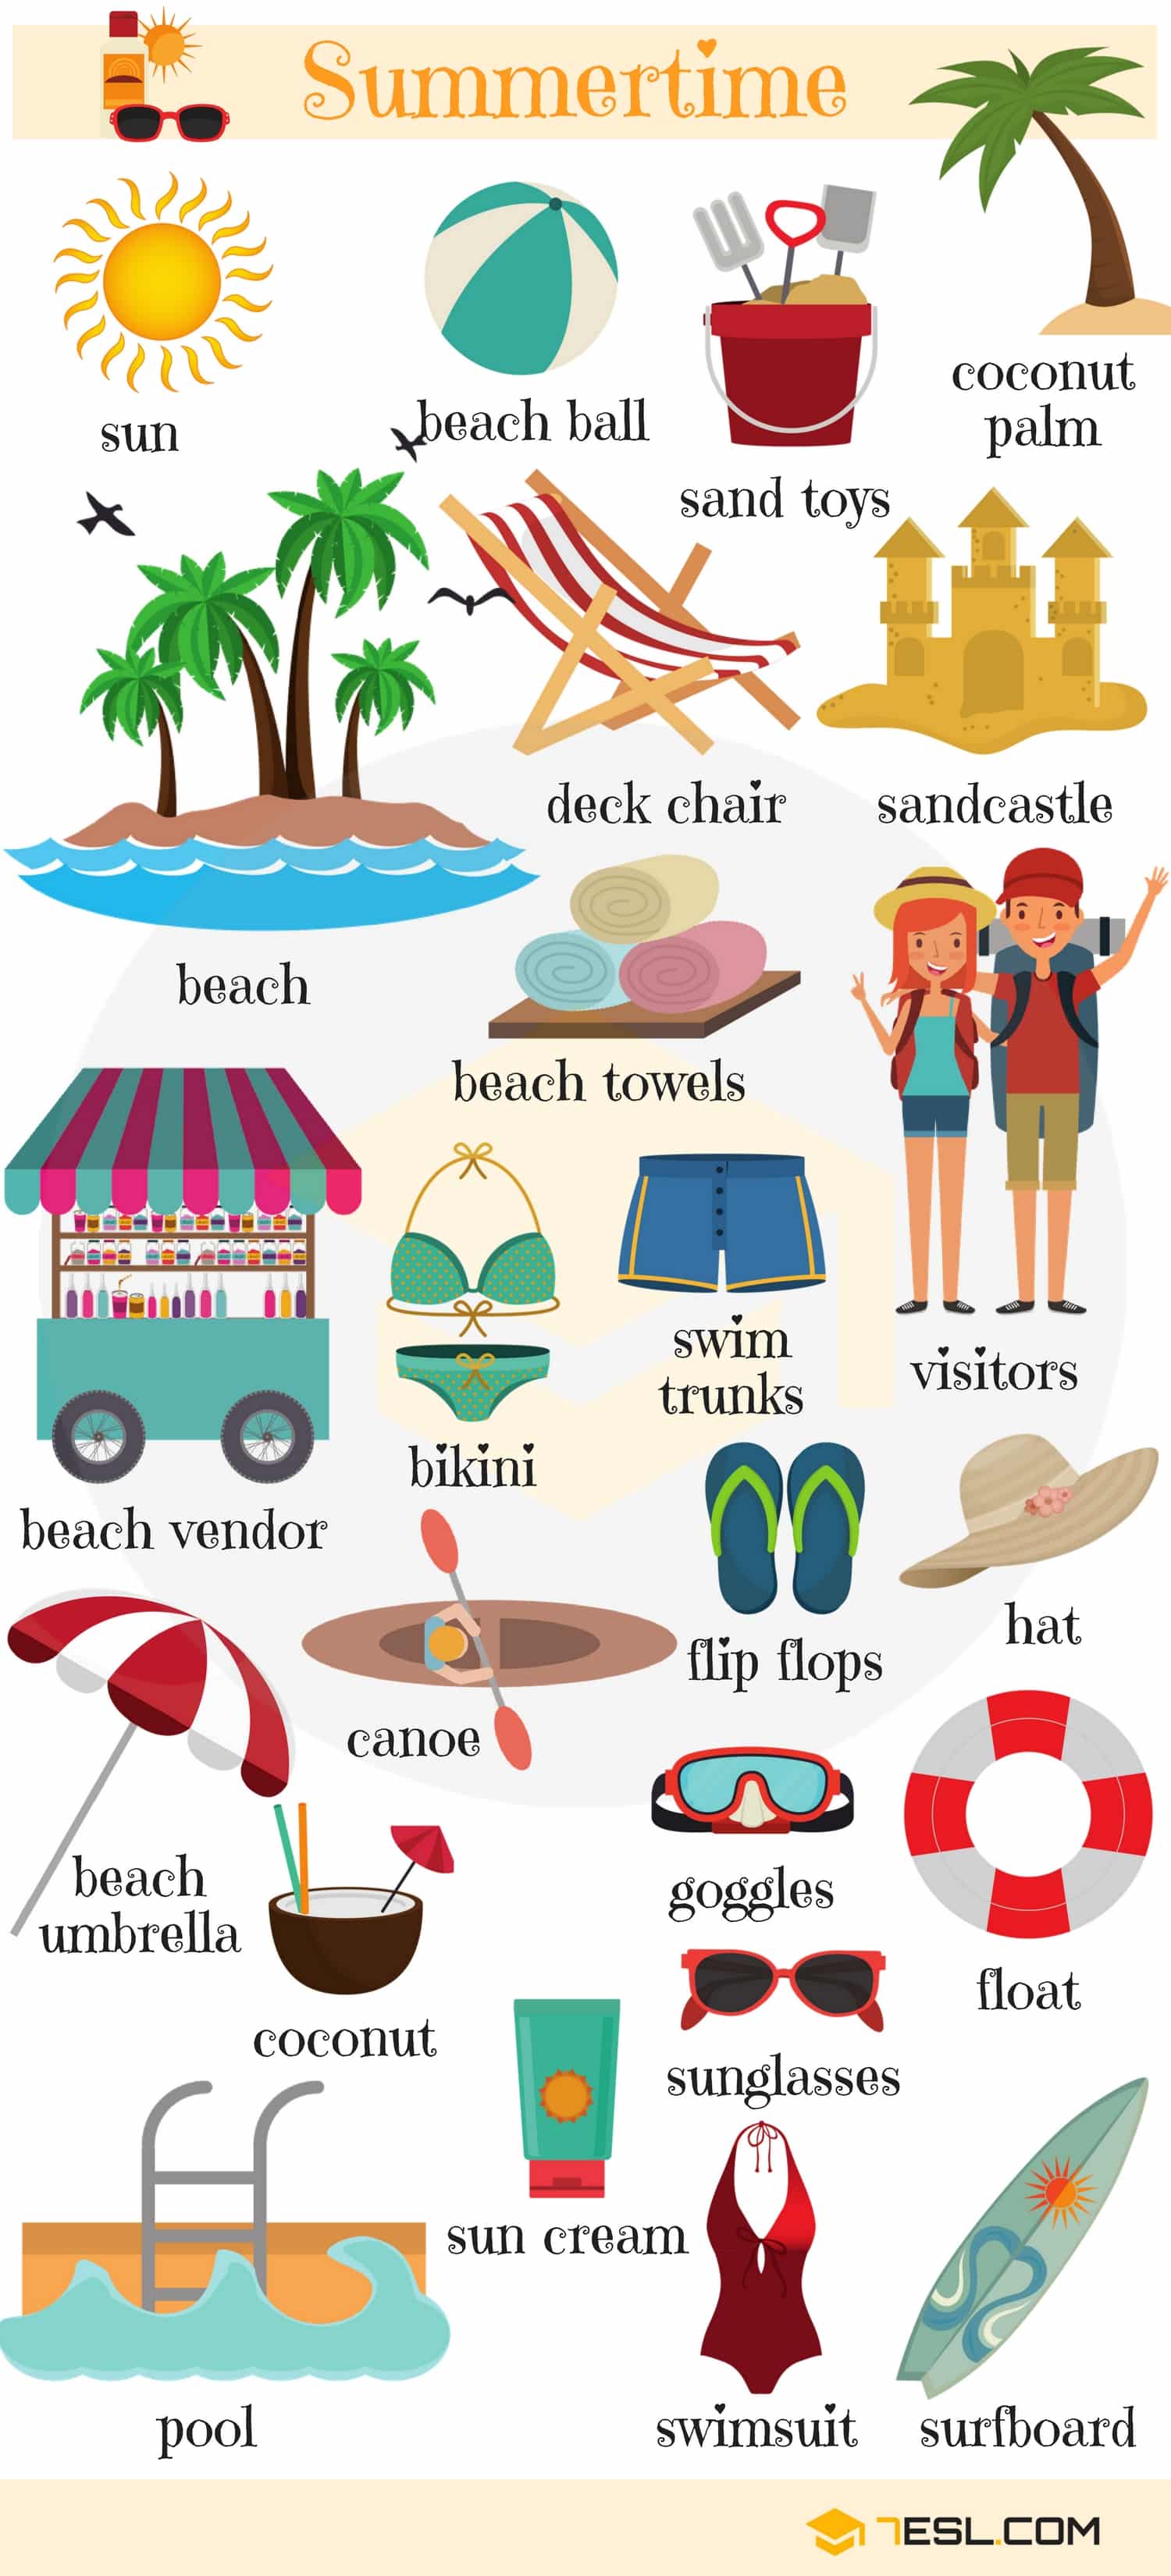 Summertime
sun
beach ball
sand toys
coconut
palm
beach
deck chair
sandcastle
beach towels
beach vendor
bikini
swim
trunks
visitors
flip flops
hat
canoe
beach
umbrella
coconut
goggles
float
sunglasses
sun cream
pool
swimsuit
surfboard
7ESL.COM